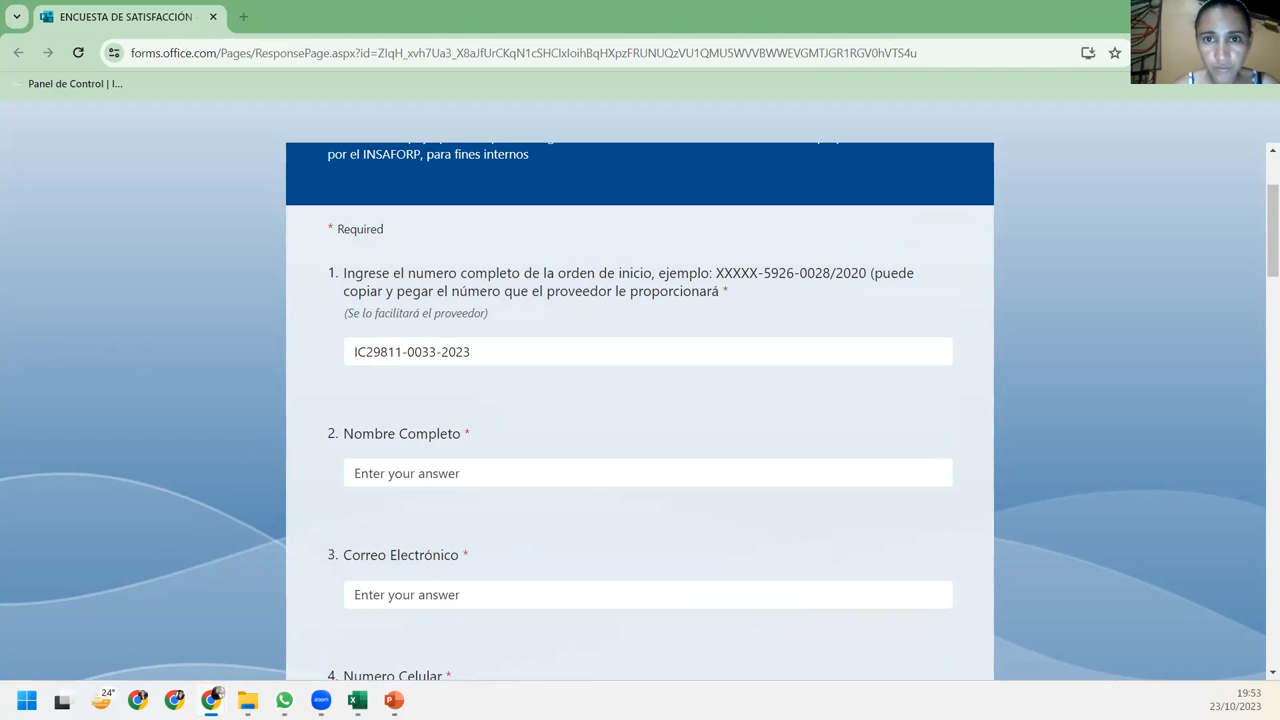 ENCUESTA DE SATISFACCIÓN
forms.office.com/Pages/ResponsePage.aspx?id=ZIqH_xvh7Ua3_X8aJfUrCKqN1cSHClxIoihBqHXpzFRUNUQzVU1QMU5WVVBWWEVGMTJGR1RGV0hVTS4u
Panel de Control | I...
por el INSAFORP, para fines internos
* Required
1. Ingrese el numero completo de la orden de inicio, ejemplo: XXXXX-5926-0028/2020 (puede
copiar y pegar el número que el proveedor le proporcionará *
(Se lo facilitará el proveedor)
IC29811-0033-2023
2. Nombre Completo *
Enter your answer
3. Correo Electrónico *
Enter your answer
4. Numero Celular *
24°
zoom
19:53
23/10/2023